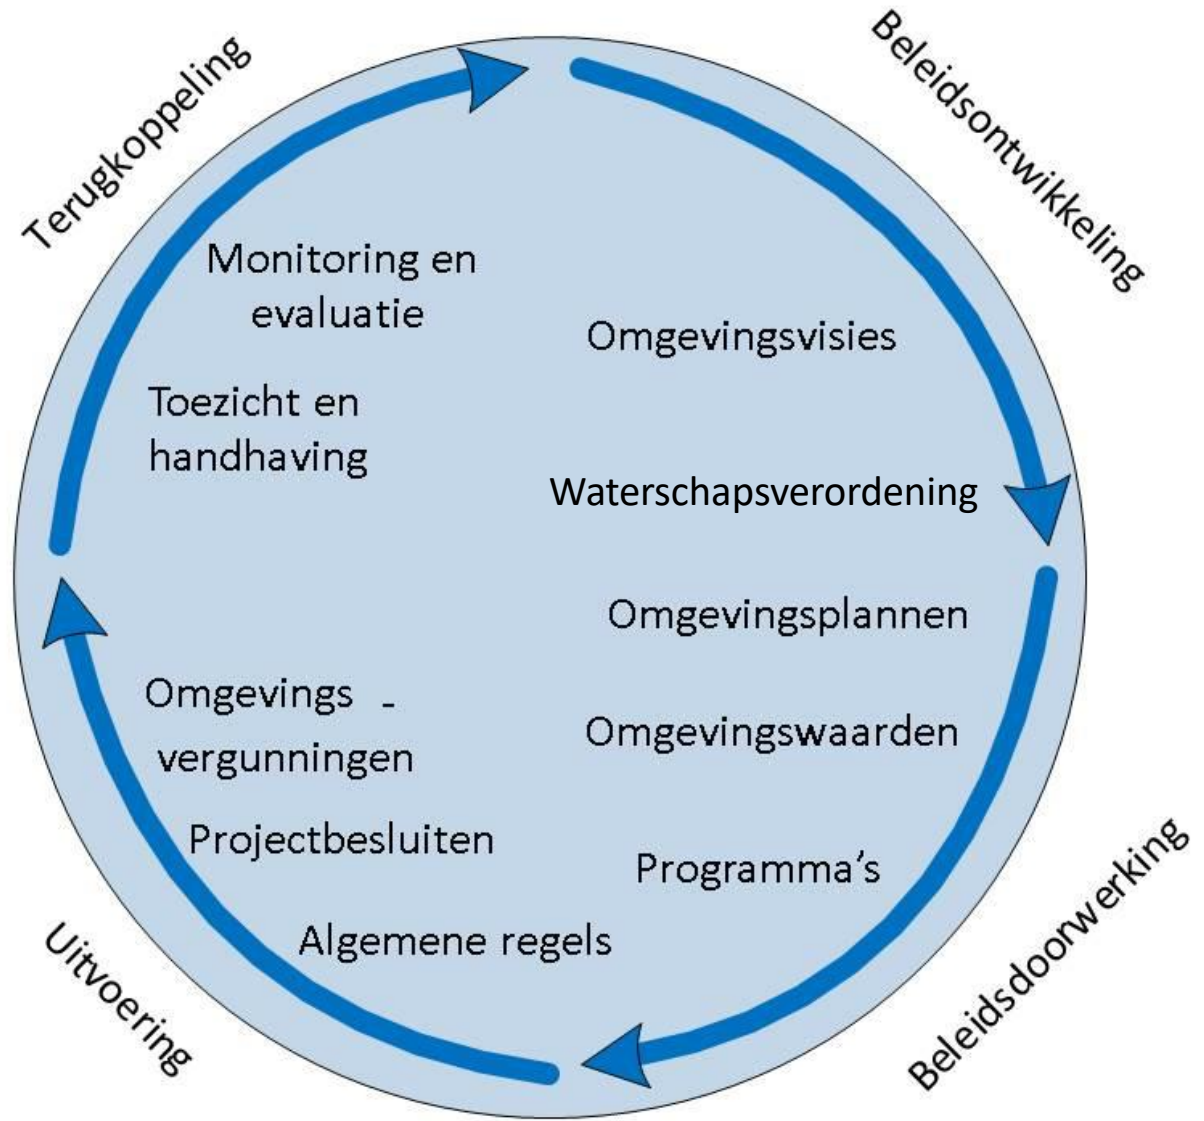 Terugkoppeling
Beleidsontwikkeling
Monitoring en
evaluatie
Omgevingsvisies
Toezicht en
handhaving
Waterschapsverordening
Omgevingsplannen
Omgevings -
vergunningen
Omgevingswaarden
Projectbesluiten
Programma’s
Algemene regels
Uitvoering
Beleidsdoorwerking